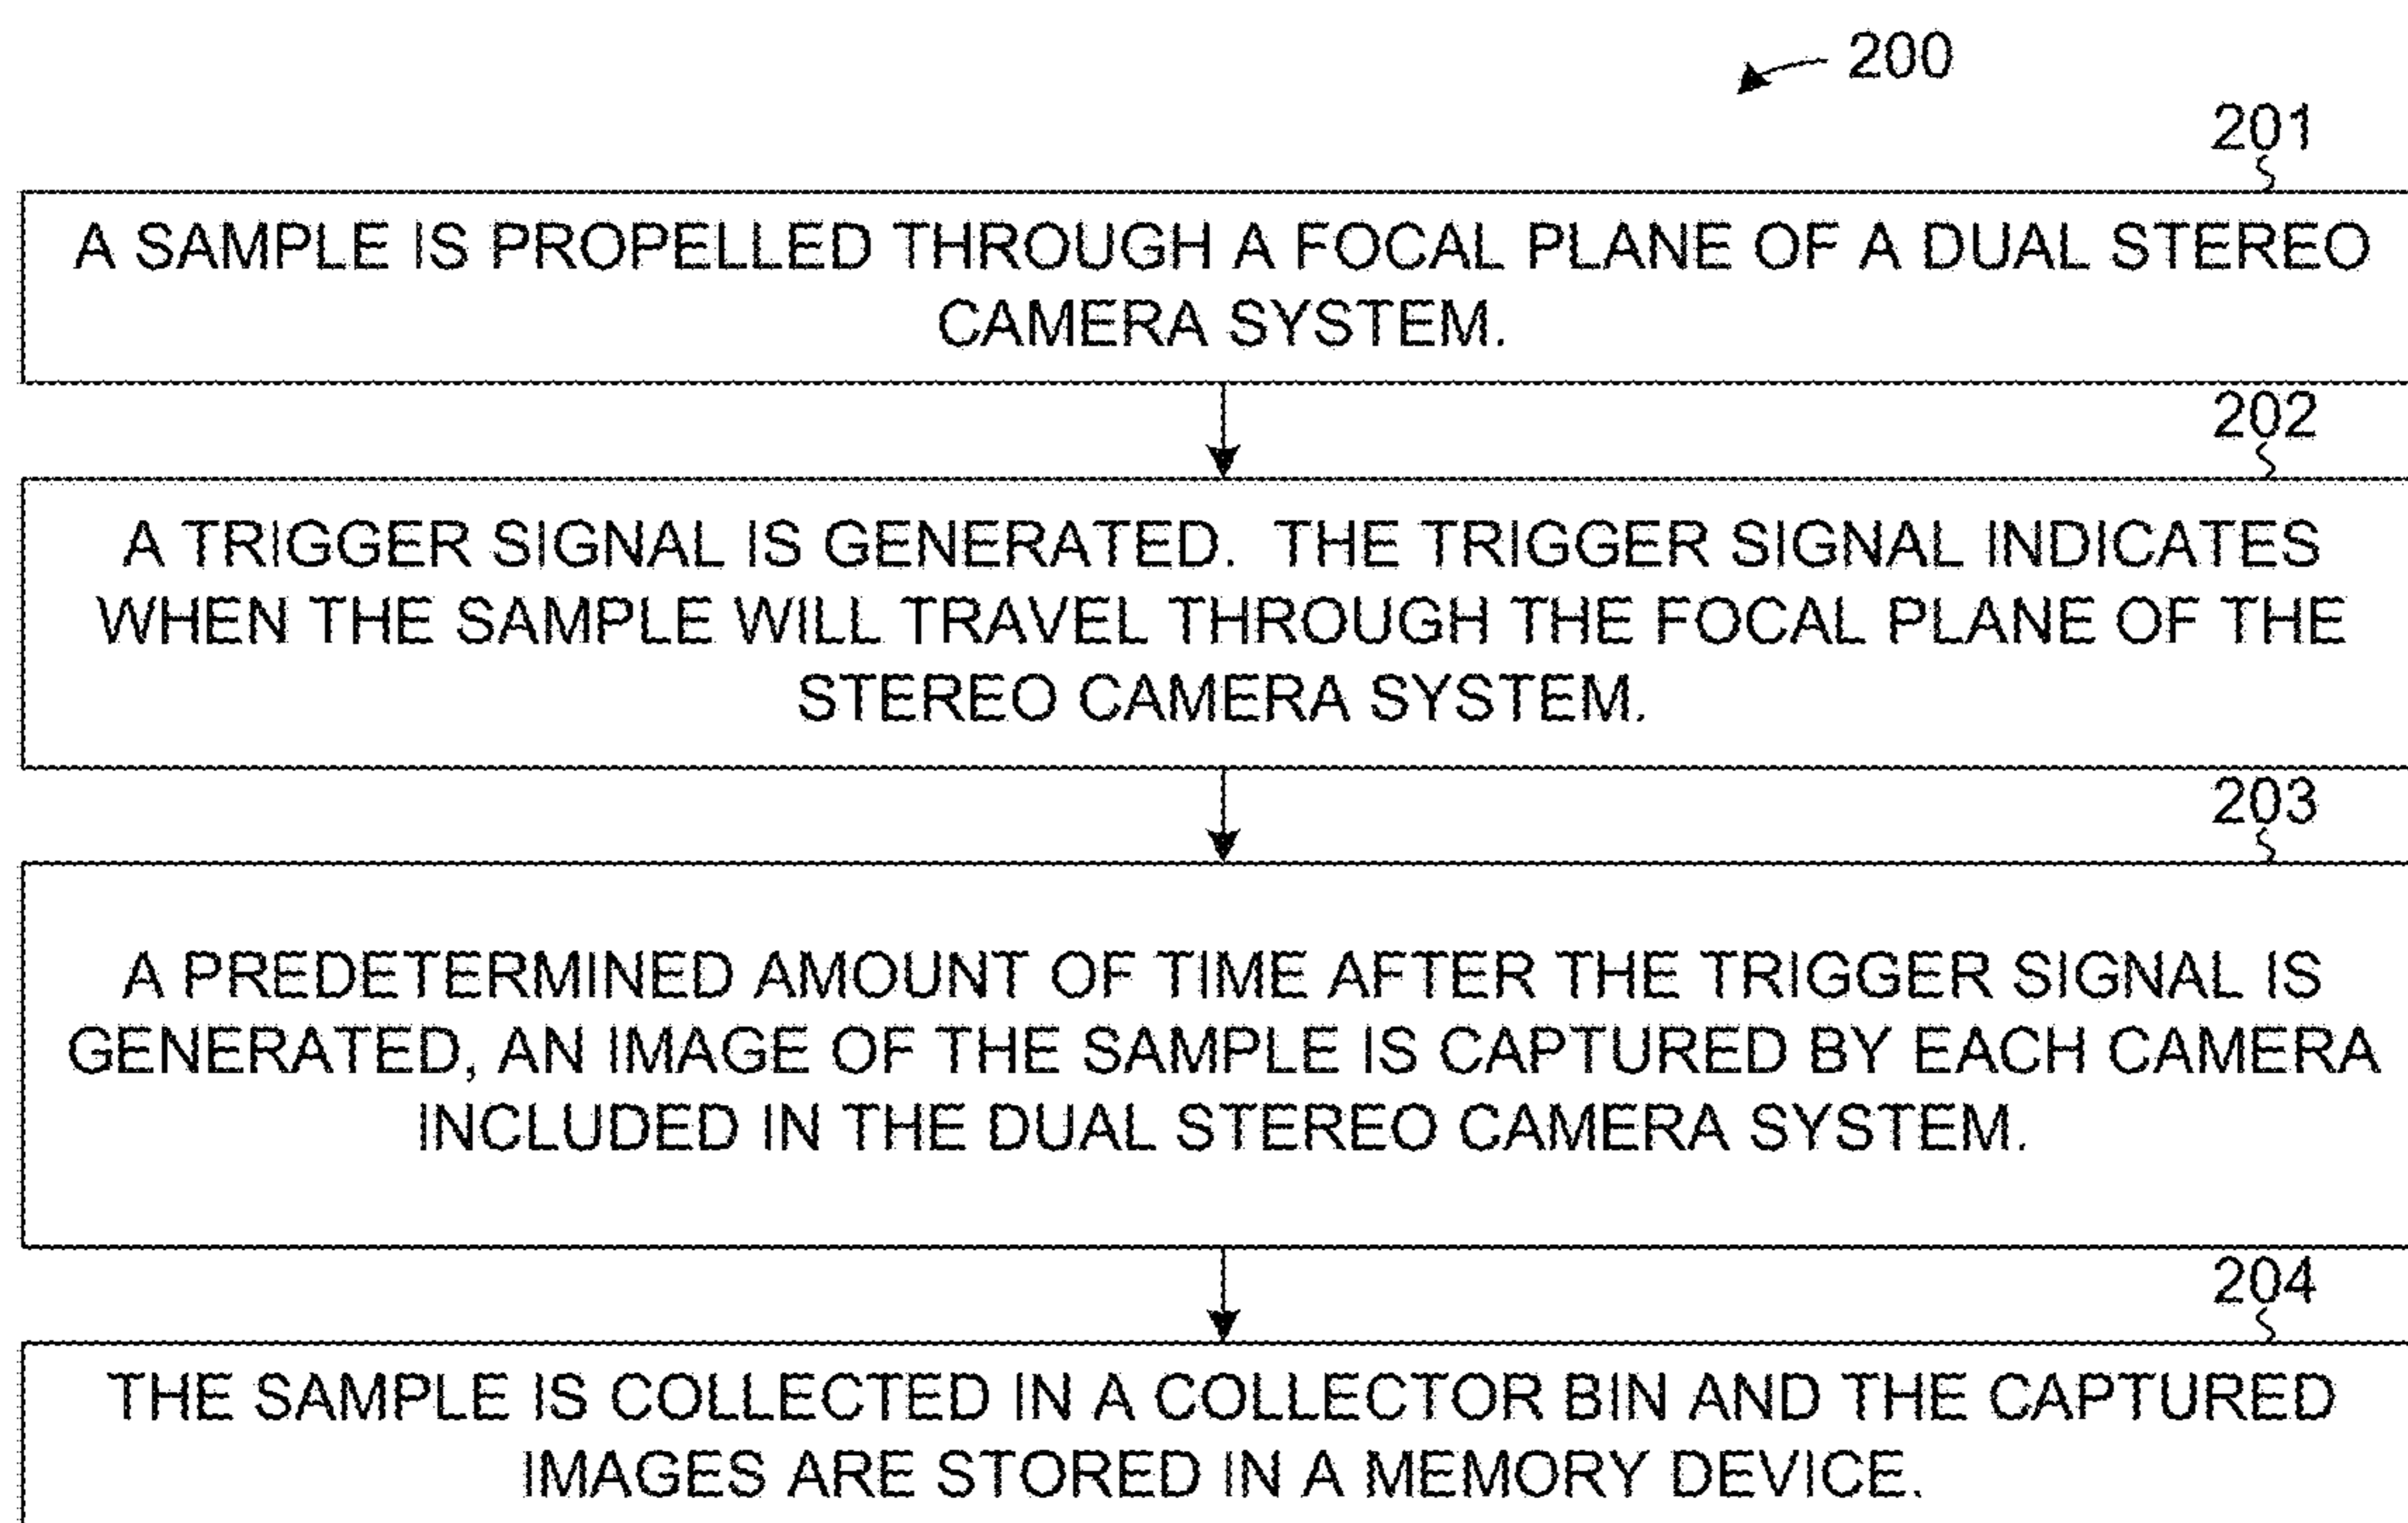 200
201
A SAMPLE IS PROPELLED THROUGH A FOCAL PLANE OF A DUAL STEREO
CAMERA SYSTEM.
202
A TRIGGER SIGNAL IS GENERATED.  THE TRIGGER SIGNAL INDICATES
WHEN THE SAMPLE WILL TRAVEL THROUGH THE FOCAL PLANE OF THE
STEREO CAMERA SYSTEM.
203
A PREDETERMINED AMOUNT OF TIME AFTER THE TRIGGER SIGNAL IS
GENERATED, AN IMAGE OF THE SAMPLE IS CAPTURED BY EACH CAMERA
INCLUDED IN THE DUAL STEREO CAMERA SYSTEM.
204
THE SAMPLE IS COLLECTED IN A COLLECTOR BIN AND THE CAPTURED
IMAGES ARE STORED IN A MEMORY DEVICE.